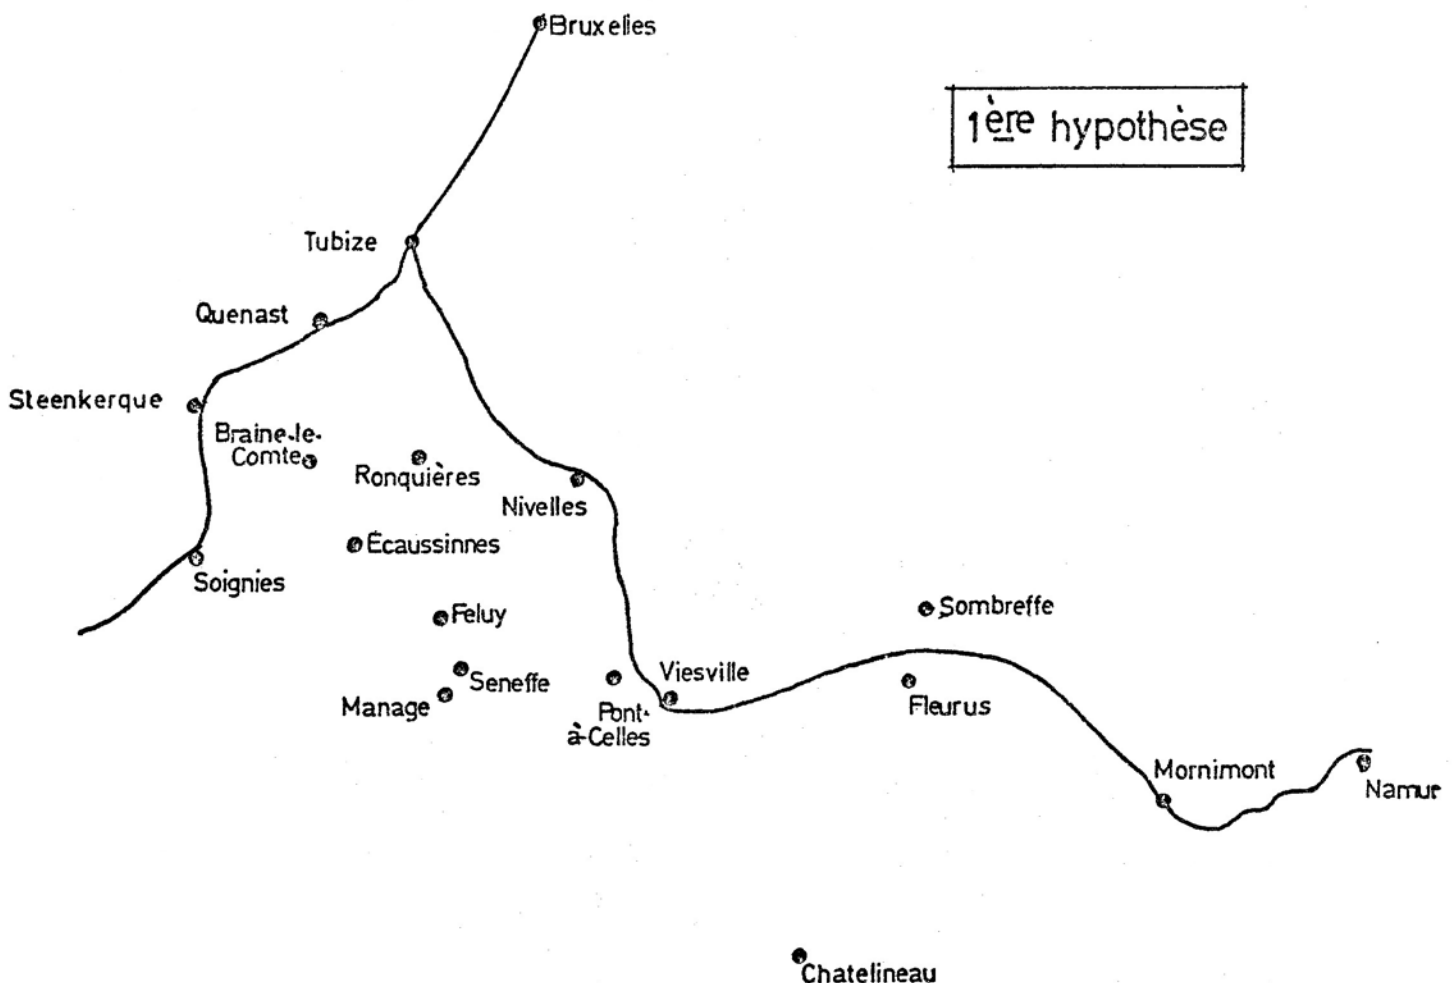 Bruxelles
1ère hypothèse
Tubize
Quenast
Steenkerque
Braine-le-
Comte
Ronquières
Nivelles
Écaussinnes
Soignies
Feluy
Sombreffe
Seneffe
Viesville
Manage
Pont-
à-Celles
Fleurus
Mornimont
Namur
Chatelineau